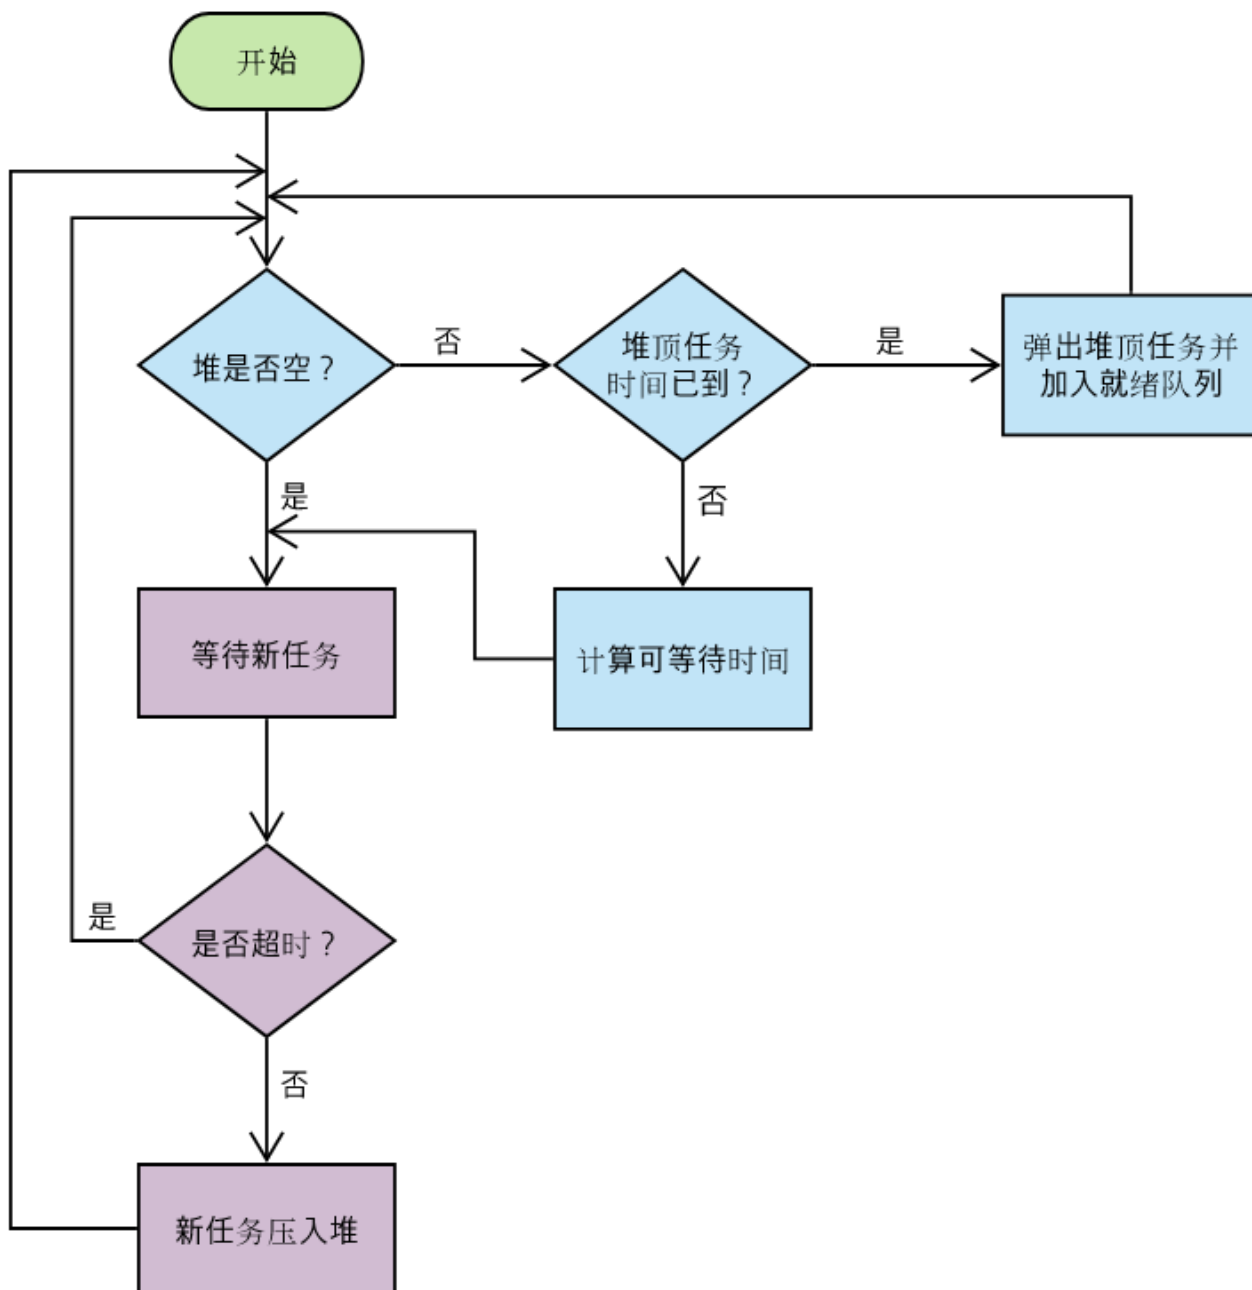 开始
堆是否空？
否
堆顶任务
时间已到？
是
弹出堆顶任务并
加入就绪队列
是
否
等待新任务
计算可等待时间
是
是否超时？
否
新任务压入堆